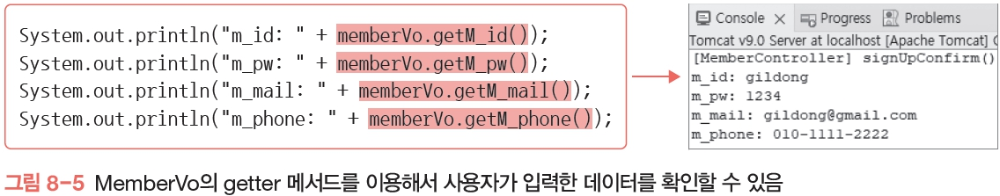 System.out.println("m_id: " + memberVo.getM_id());
System.out.println("m_pw: " + memberVo.getM_pw());
System.out.println("m_mail: " + memberVo.getM_mail());
System.out.println("m_phone: " + memberVo.getM_phone());
Console Progress Problems
Tomcat v9.0 Server at localhost [Apache Tomcat]
[MemberController] signUpConfirm()
m_id: gildong
m_pw: 1234
m_mail: gildong@gmail.com
m_phone: 010-1111-2222
그림 8-5 MemberVo의 getter 메서드를 이용해서 사용자가 입력한 데이터를 확인할 수 있음